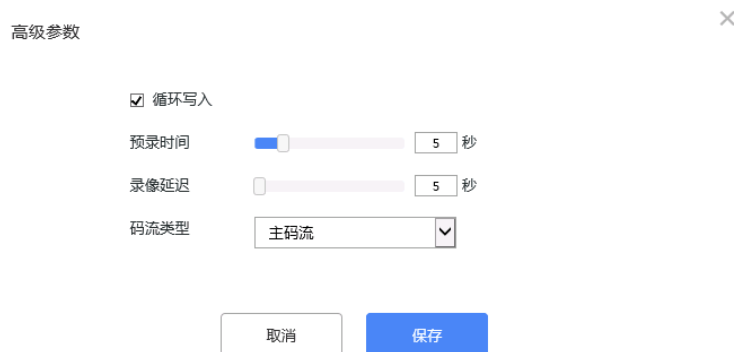 高级参数
循环写入
预录时间 5 秒
录像延迟 5 秒
码流类型 主码流
取消 保存